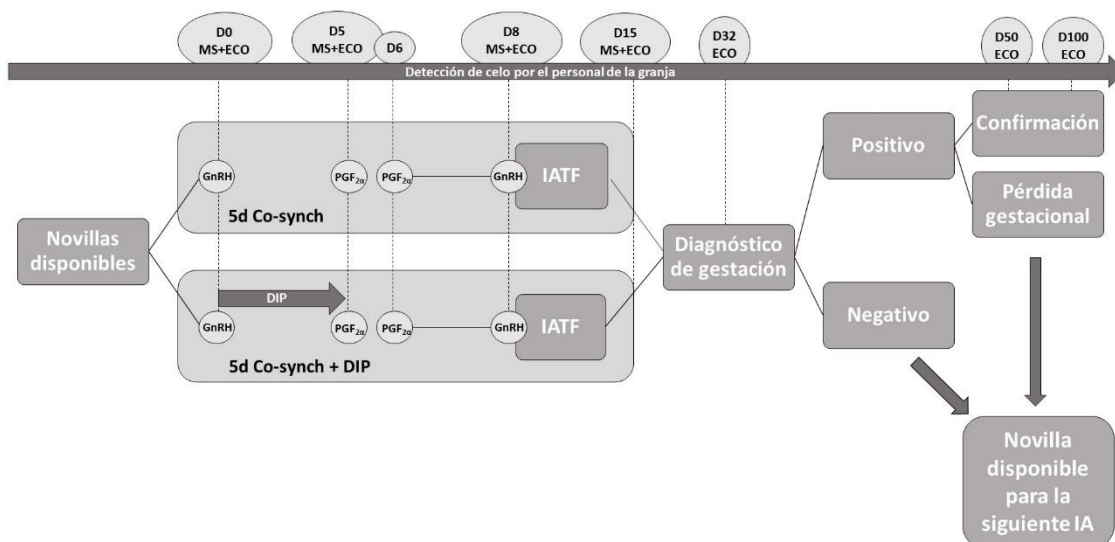 D0
MS+ECO
D5
MS+ECO
D6
D8
MS+ECO
D15
MS+ECO
D32
ECO
D50
ECO
D100
ECO
Detección de celo por el personal de la granja
Novillas
disponibles
GnRH
PGF2α
PGF2α
GnRH
IATF
5d Co-synch
DIP
GnRH
PGF2α
PGF2α
GnRH
IATF
5d Co-synch + DIP
Diagnóstico
de gestación
Positivo
Negativo
Confirmación
Pérdida
gestacional
Novilla
disponible
para la
siguiente IA